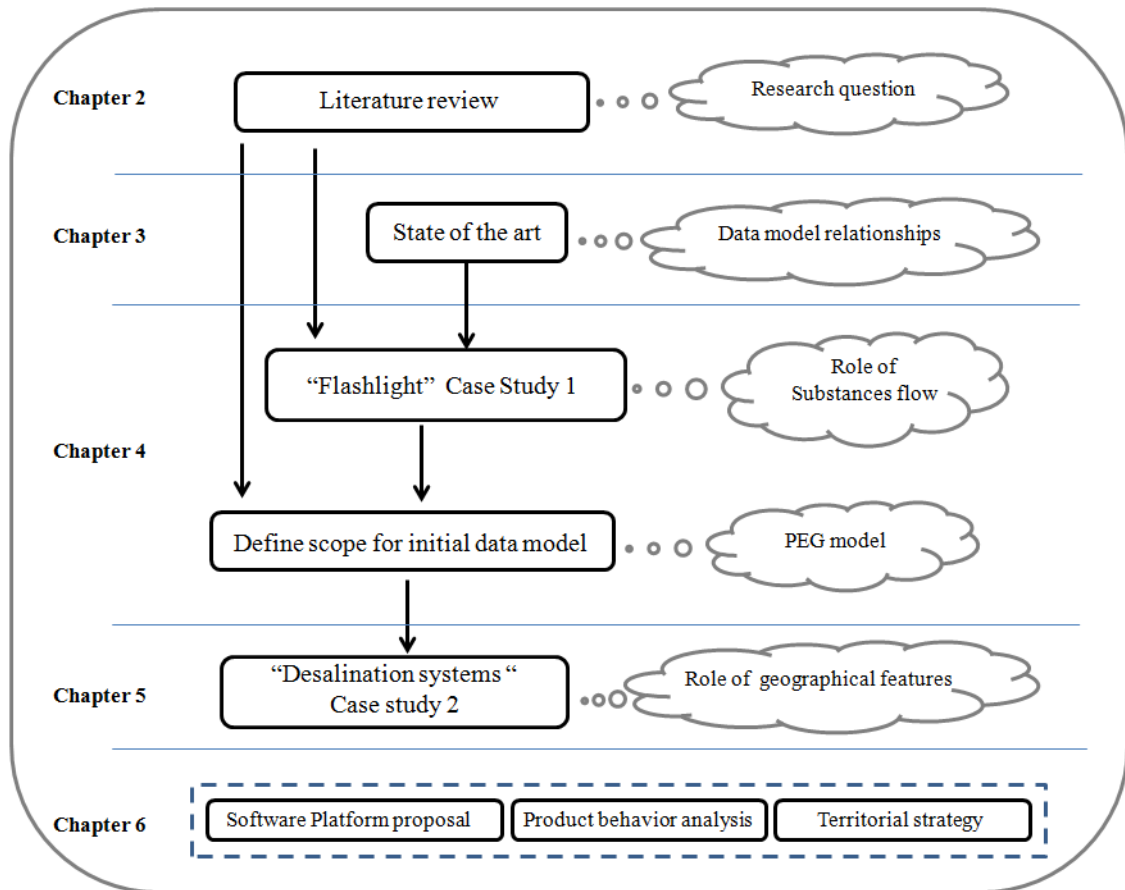 Chapter 2
Literature review
Research question
Chapter 3
State of the art
Data model relationships
Chapter 4
“Flashlight”  Case Study 1
Role of
Substances flow
Define scope for initial data model
PEG model
Chapter 5
“Desalination systems “
Case study 2
Role of  geographical features
Chapter 6
Software Platform proposal
Product behavior analysis
Territorial strategy